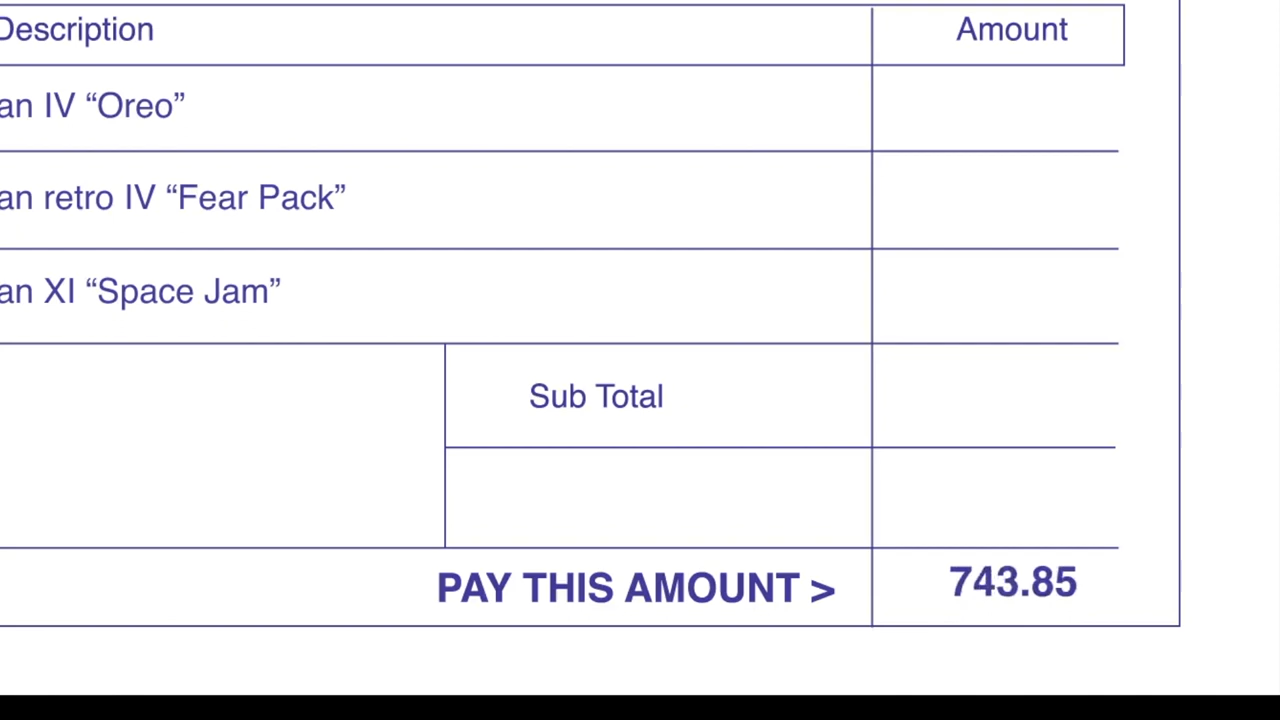 Description Amount
an IV “Oreo”
an retro IV “Fear Pack”
an XI “Space Jam”
Sub Total
PAY THIS AMOUNT > 743.85